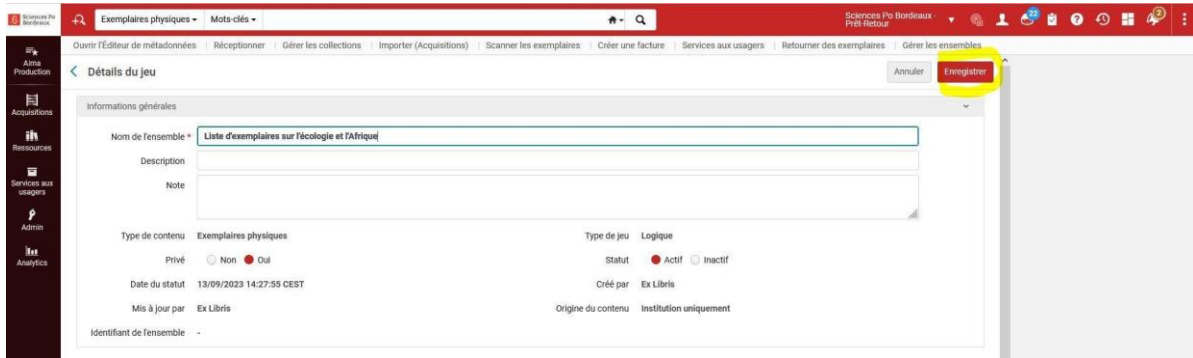 Sciences Po
Bordeaux
Exemplaires physiques
Mots-clés
Sciences Po Bordeaux -
Prêt-Retour
22
2
Ouvrir l'Éditeur de métadonnées | Réceptionner | Gérer les collections | Importer (Acquisitions) | Scanner les exemplaires | Créer une facture | Services aux usagers | Retourner des exemplaires | Gérer les ensembles
Alma
Production
Acquisitions
Ressources
Services aux
usagers
Admin
Analytics
Détails du jeu
Annuler
Enregistrer
Informations générales
Nom de l'ensemble * Liste d'exemplaires sur l'écologie et l'Afrique
Description
Note
Type de contenu Exemplaires physiques Type de jeu Logique
Privé Non Oui Statut Actif Inactif
Date du statut 13/09/2023 14:27:55 CEST Créé par Ex Libris
Mis à jour par Ex Libris Origine du contenu Institution uniquement
Identifiant de l'ensemble -